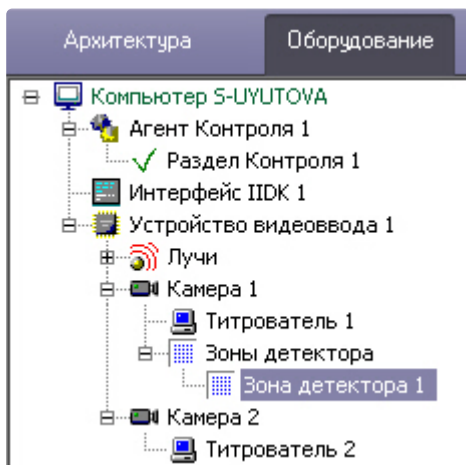 Архитектура Оборудование
Компьютер S-UYUTOVA
Агент Контроля 1
Раздел Контроля 1
Интерфейс IIDK 1
Устройство видеоввода 1
Лучи
Камера 1
Титрователь 1
Зоны детектора
Зона детектора 1
Камера 2
Титрователь 2